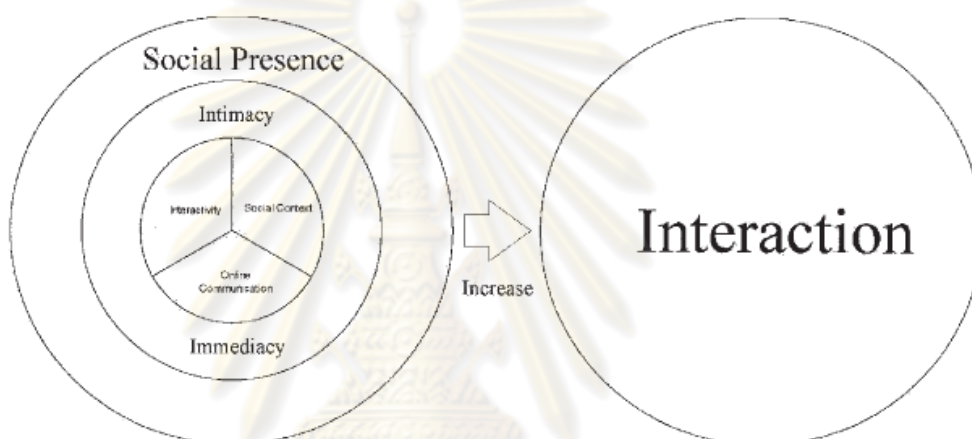 Social Presence
Intimacy
Interactivity
Social Context
Online
Communication
Immediacy
Increase
Interaction